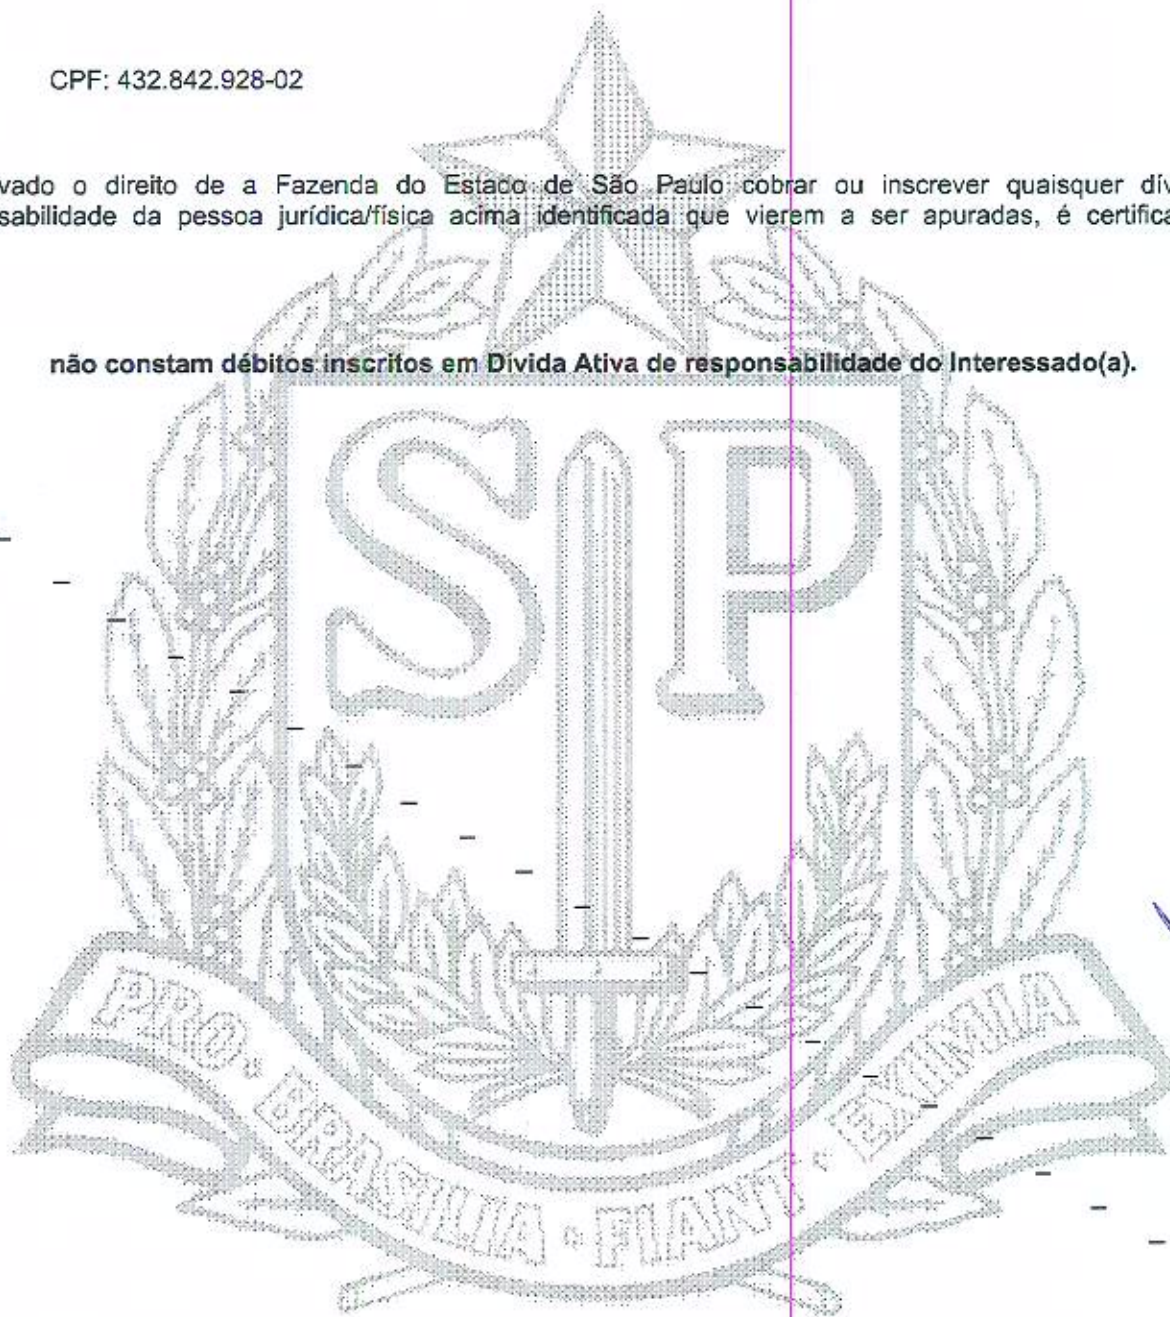 CPF: 432.842.928-02
vado o direito de a Fazenda do Estado de São Paulo cobrar ou inscrever quaisquer dív
sabilidade da pessoa jurídica/física acima identificada que vierem a ser apuradas, é certifica
não constam débitos inscritos em Dívida Ativa de responsabilidade do Interessado(a).
SP
PRO · BRASILIA · FIANT · EXIMIA